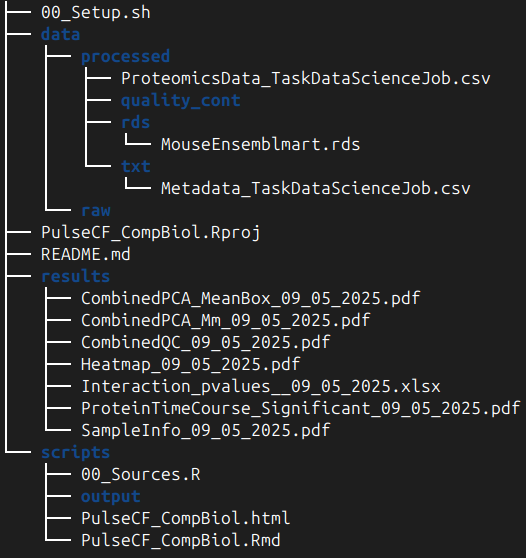 00_Setup.sh
data
processed
ProteomicsData_TaskDataScienceJob.csv
quality_cont
rds
MouseEnsemblmart.rds
txt
Metadata_TaskDataScienceJob.csv
raw
PulseCF_CompBiol.Rproj
README.md
results
CombinedPCA_MeanBox_09_05_2025.pdf
CombinedPCA_Mm_09_05_2025.pdf
CombinedQC_09_05_2025.pdf
Heatmap_09_05_2025.pdf
Interaction_pvalues__09_05_2025.xlsx
ProteinTimeCourse_Significant_09_05_2025.pdf
SampleInfo_09_05_2025.pdf
scripts
00_Sources.R
output
PulseCF_CompBiol.html
PulseCF_CompBiol.Rmd